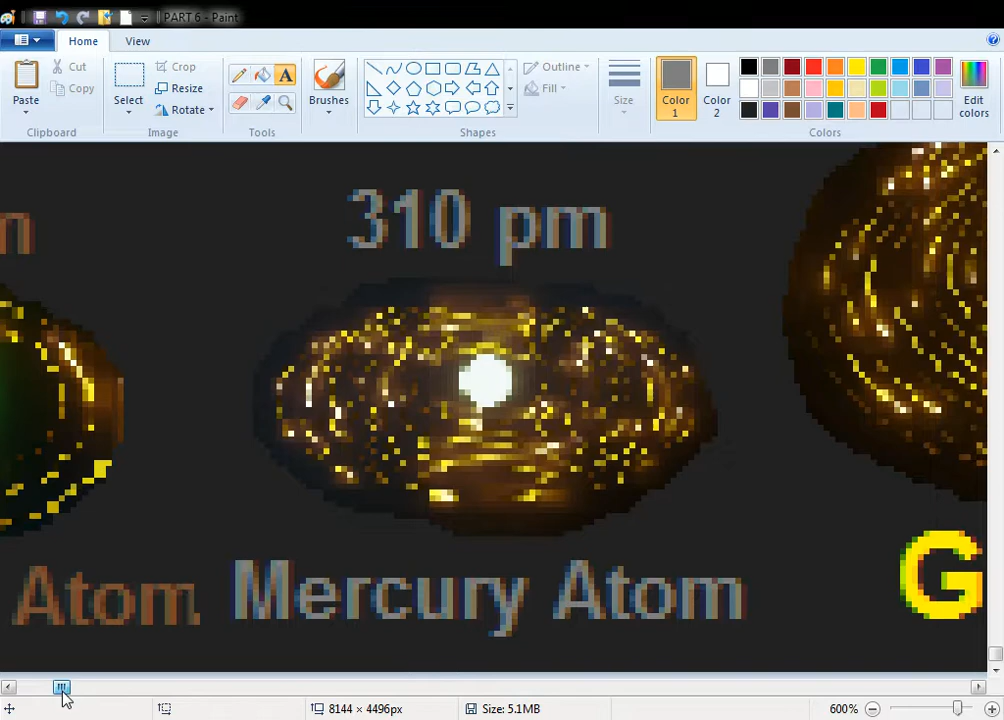 PART 6 - Paint
Home View
Paste
Cut
Copy
Clipboard
Select
Crop
Resize
Rotate
Image
A
Tools
Brushes
Outline
Fill
Shapes
Size
Color 1
Color 2
Edit colors
Colors
m
310 pm
Atom
Mercury Atom
G
8144 × 4496px
Size: 5.1MB
600%